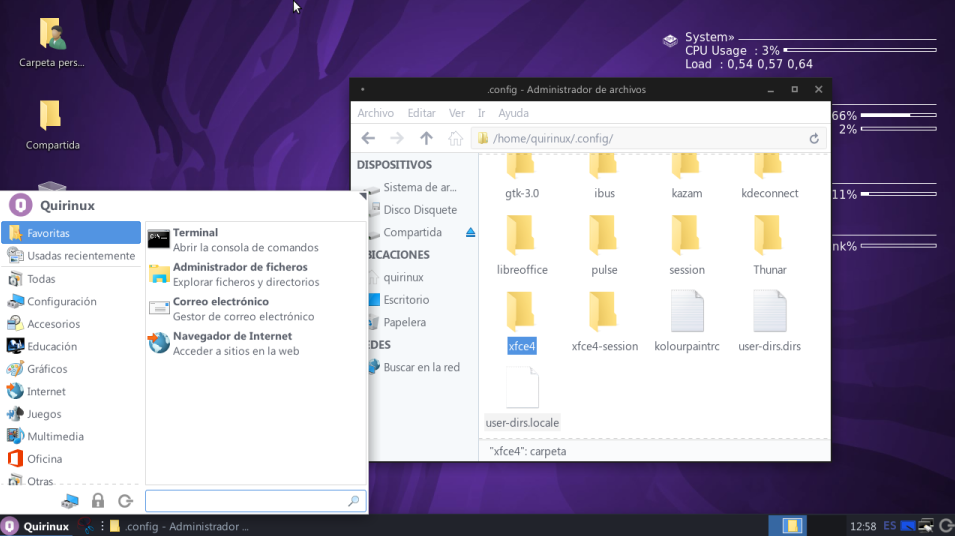 Carpeta pers...
Compartida
System»
CPU Usage : 3%
Load : 0,54 0,57 0,64
66%
2%
11%
nk%
.config - Administrador de archivos
Archivo Editar Ver Ir Ayuda
/home/quirinux/.config/
DISPOSITIVOS
Sistema de ar...
Disco Disquete
Compartida
BICACIONES
quirinux
Escritorio
Papelera
EDES
Buscar en la red
gtk-3.0 ibus kazam kdeconnect
libreoffice pulse session Thunar
xfce4 xfce4-session kolourpaintrc user-dirs.dirs
user-dirs.locale
"xfce4": carpeta
Quirinux
Favoritas
Usadas recientemente
Todas
Configuración
Accesorios
Educación
Gráficos
Internet
Juegos
Multimedia
Oficina
Otras
Terminal
Abrir la consola de comandos
Administrador de ficheros
Explorar ficheros y directorios
Correo electrónico
Gestor de correo electrónico
Navegador de Internet
Acceder a sitios en la web
Quirinux
.config - Administrador ...
12:58 ES